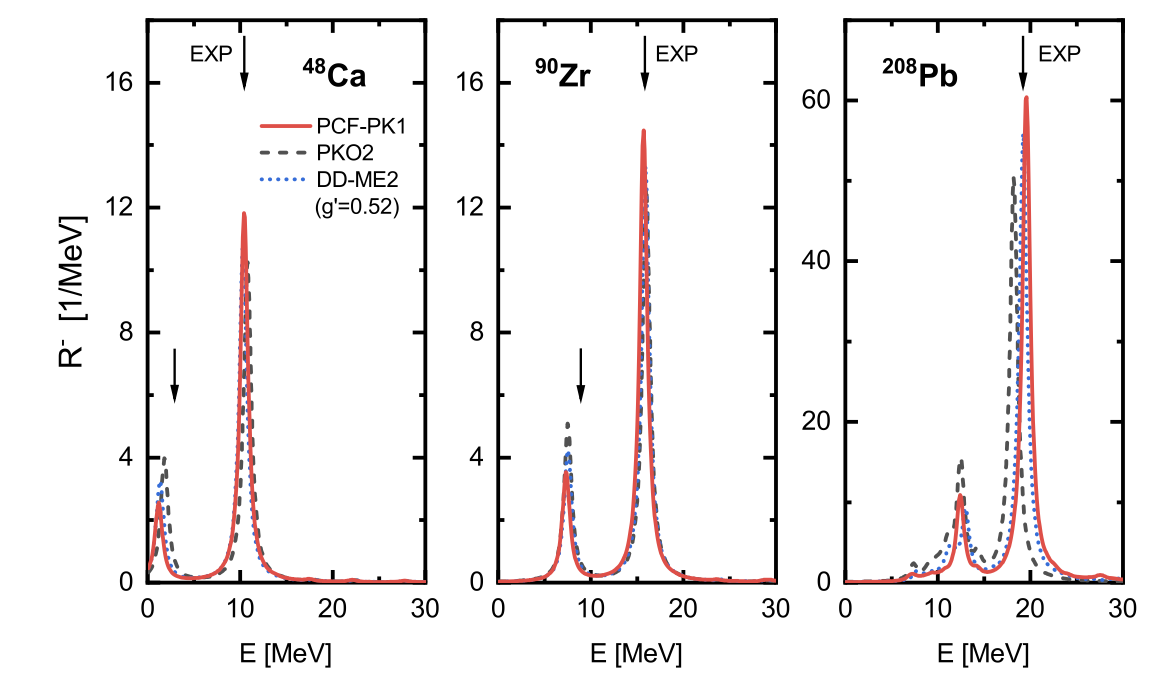 EXP
⁴⁸Ca
PCF-PK1
PKO2
DD-ME2
(g'=0.52)
R⁻ [1/MeV]
16
12
8
4
0
0 10 20 30
E [MeV]
EXP
⁹⁰Zr
16
12
8
4
0
0 10 20 30
E [MeV]
EXP
²⁰⁸Pb
60
40
20
0
0 10 20 30
E [MeV]